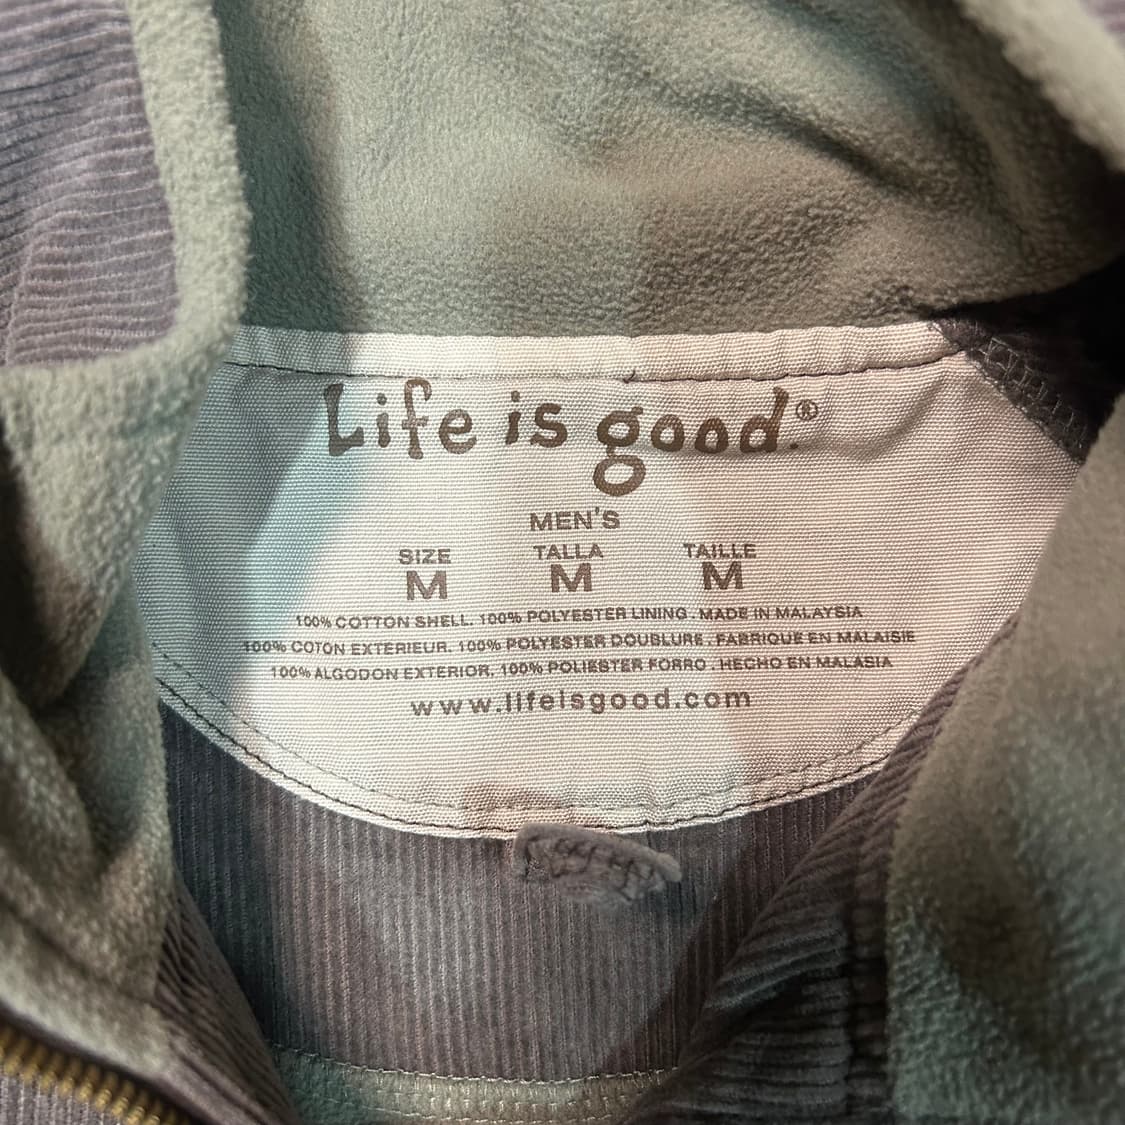 Life is good.®
MEN'S
SIZE TALLA TAILLE
M M M
100% COTTON SHELL. 100% POLYESTER LINING. MADE IN MALAYSIA
100% COTON EXTERIEUR. 100% POLYESTER DOUBLURE. FABRIQUE EN MALAISIE
100% ALGODON EXTERIOR. 100% POLIESTER FORRO. HECHO EN MALASIA
www.lifeisgood.com